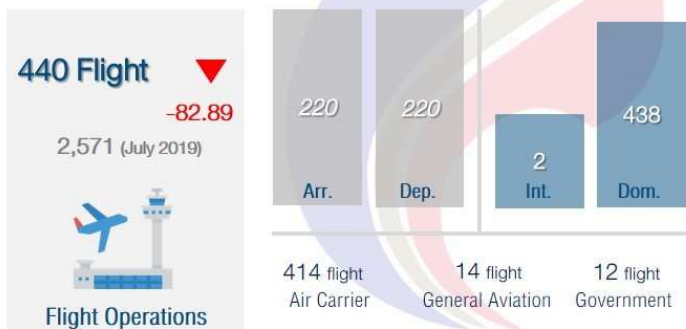 440 Flight
-82.89
2,571 (July 2019)
Flight Operations
220
Arr.
220
Dep.
2
Int.
438
Dom.
414 flight
Air Carrier
14 flight
General Aviation
12 flight
Government